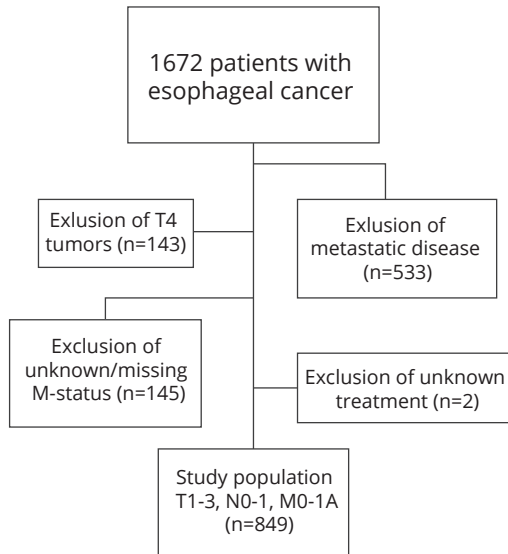 1672 patients with
esophageal cancer
Exlusion of T4
tumors (n=143)
Exlusion of
metastatic disease
(n=533)
Exclusion of
unknown/missing
M-status (n=145)
Exclusion of unknown
treatment (n=2)
Study population
T1-3, N0-1, M0-1A
(n=849)